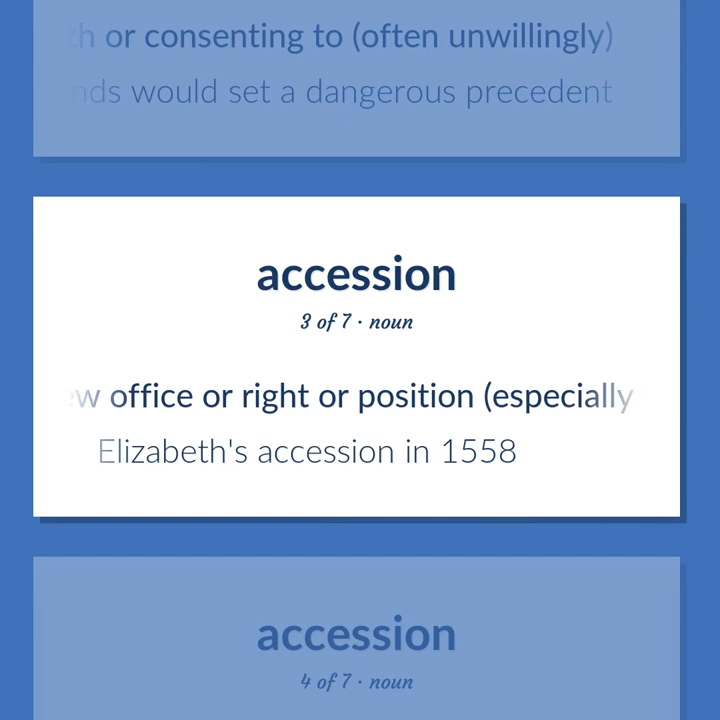 or consenting to (often unwillingly)
would set a dangerous precedent
accession
3 of 7 · noun
office or right or position (especially
Elizabeth's accession in 1558
accession
4 of 7 · noun